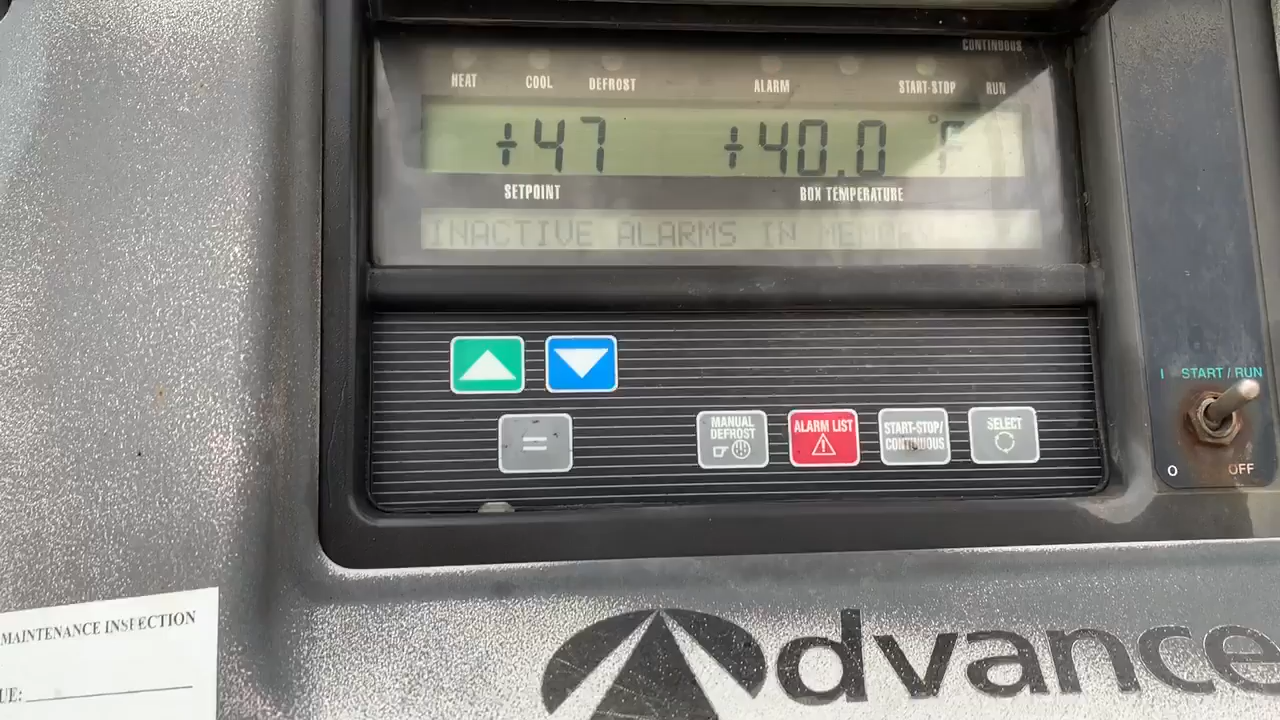 CONTINUOUS
HEAT COOL DEFROST ALARM START-STOP RUN
+47 +40.0 °F
SETPOINT BOX TEMPERATURE
INACTIVE ALARMS IN MEMORY
=
MANUAL DEFROST
ALARM LIST
START-STOP/
CONTINUOUS
SELECT
I START / RUN
O OFF
MAINTENANCE INSPECTION
UE:
Advance